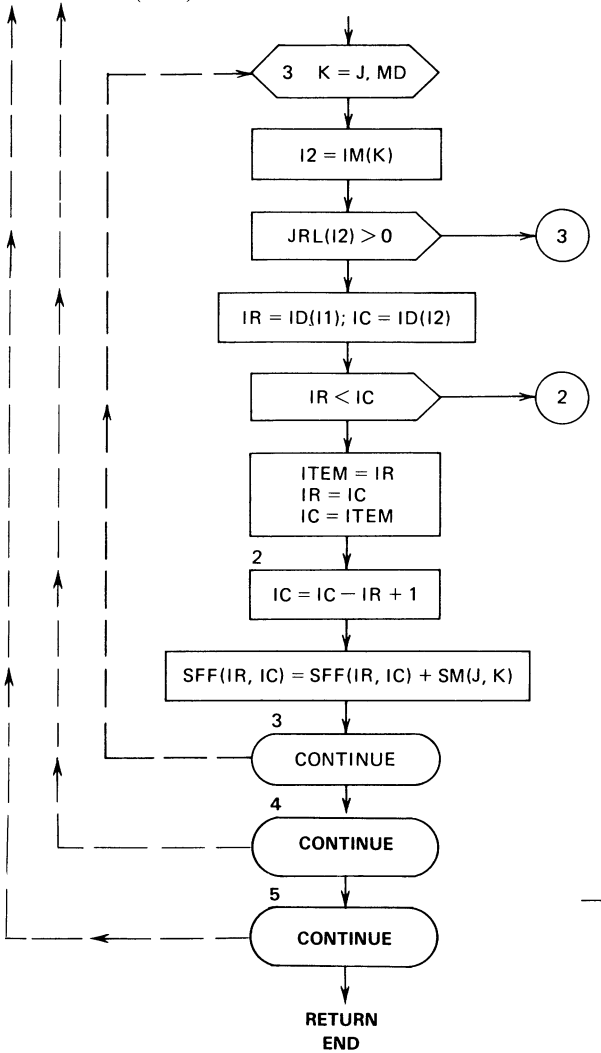 3 K = J, MD
I2 = IM(K)
JRL(I2) > 0
3
IR = ID(I1); IC = ID(I2)
IR < IC
2
ITEM = IR
IR = IC
IC = ITEM
2
IC = IC − IR + 1
SFF(IR, IC) = SFF(IR, IC) + SM(J, K)
3
CONTINUE
4
CONTINUE
5
CONTINUE
RETURN
END